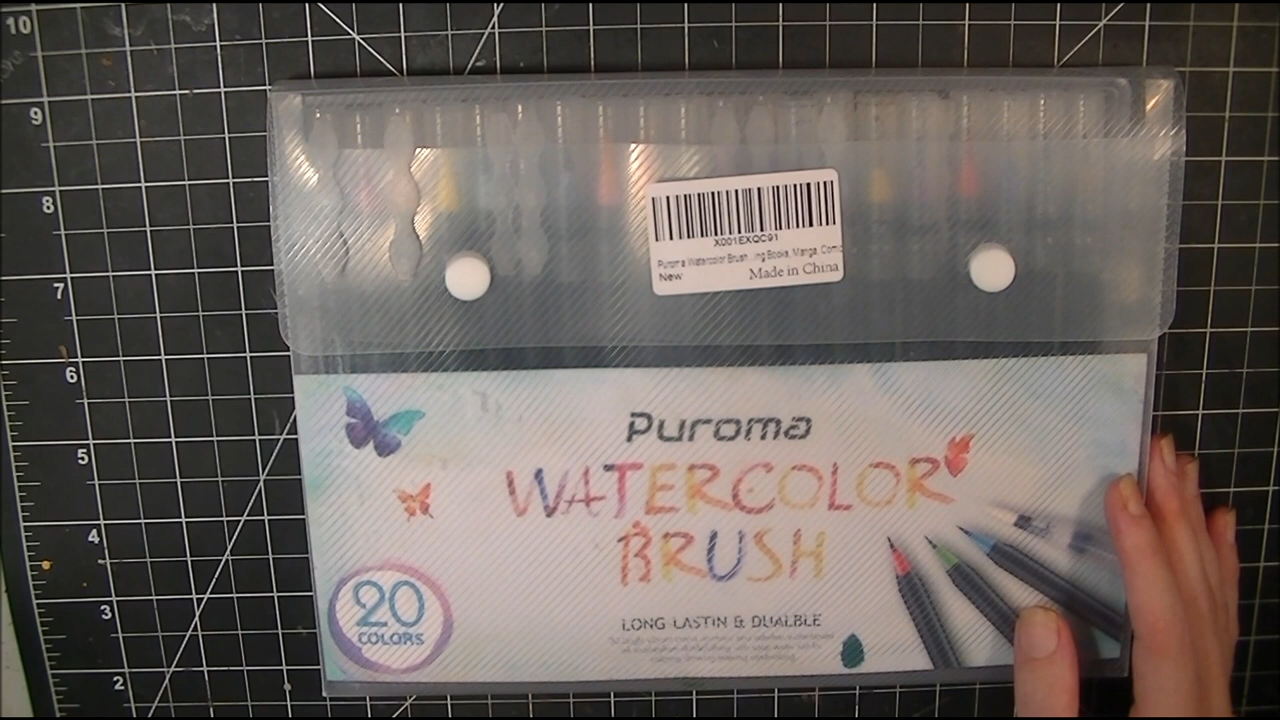 10
9
8
7
6
5
4
3
2
X001EXQC91
Puroma Watercolor Brush...ing Books, Manga, Comic
New
Made in China
Puroma
WATERCOLOR
BRUSH
20
COLORS
LONG LASTIN & DUALBLE